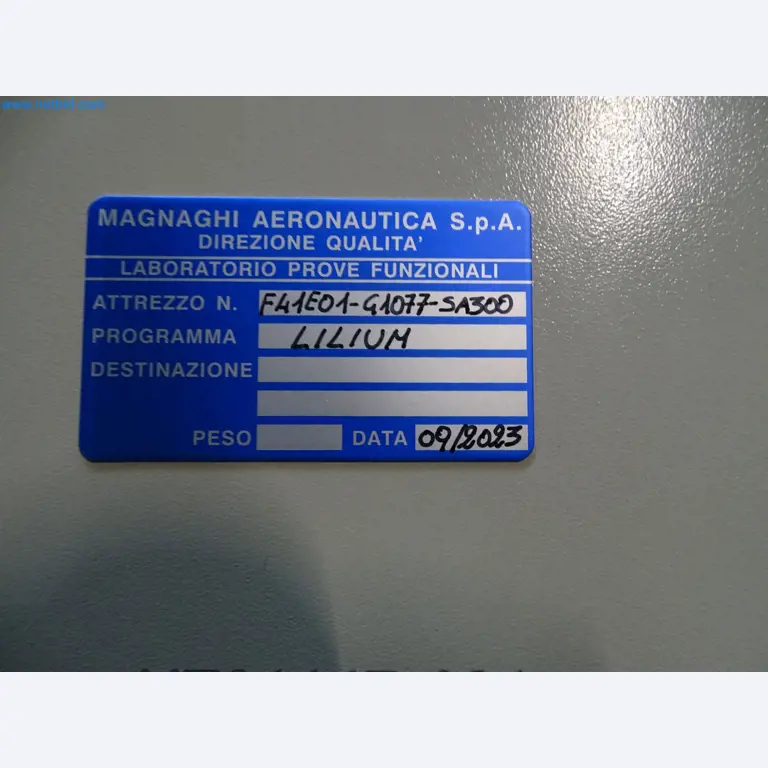 MAGNAGHI AERONAUTICA S.p.A.
DIREZIONE QUALITA'
LABORATORIO PROVE FUNZIONALI
ATTREZZO N. F41E01-G1077-SA300
PROGRAMMA LILIUM
DESTINAZIONE
PESO DATA 09/2023